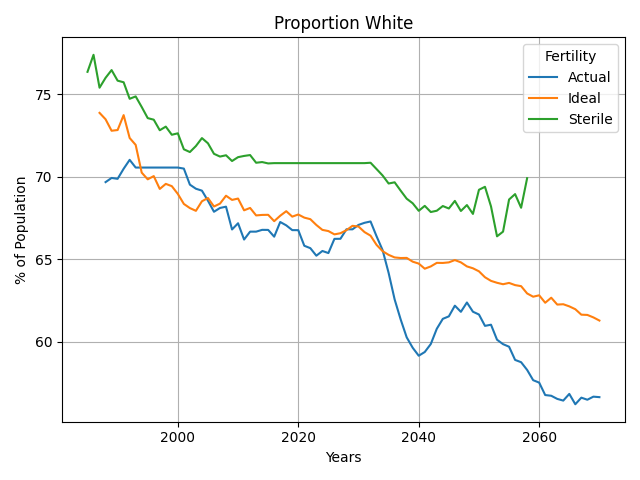 Proportion White
Fertility
Actual
Ideal
Sterile
% of Population
75
70
65
60
2000
2020
2040
2060
Years